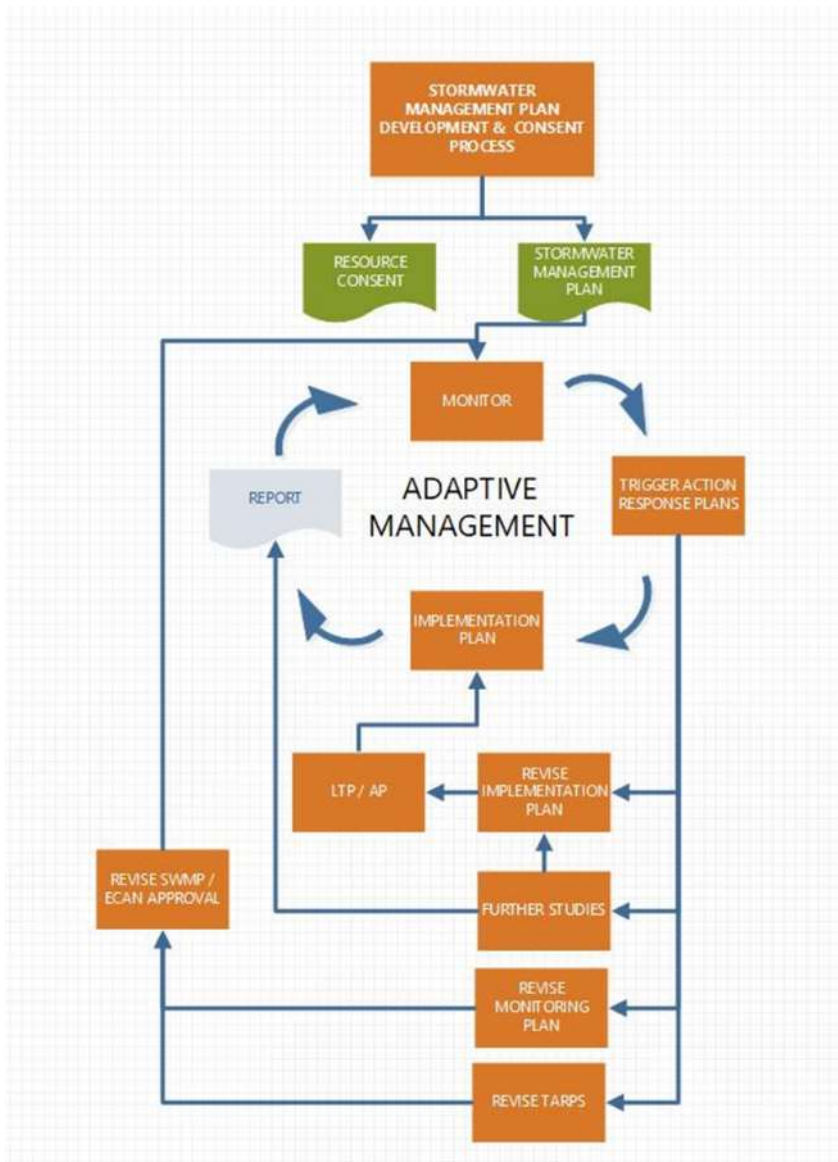 STORMWATER
MANAGEMENT PLAN
DEVELOPMENT & CONSENT
PROCESS
RESOURCE
CONSENT
STORMWATER
MANAGEMENT
PLAN
MONITOR
REPORT
ADAPTIVE
MANAGEMENT
TRIGGER ACTION
RESPONSE PLANS
IMPLEMENTATION
PLAN
LTP / AP
REVISE
IMPLEMENTATION
PLAN
REVISE SWMP /
ECAN APPROVAL
FURTHER STUDIES
REVISE
MONITORING
PLAN
REVISE TARPS